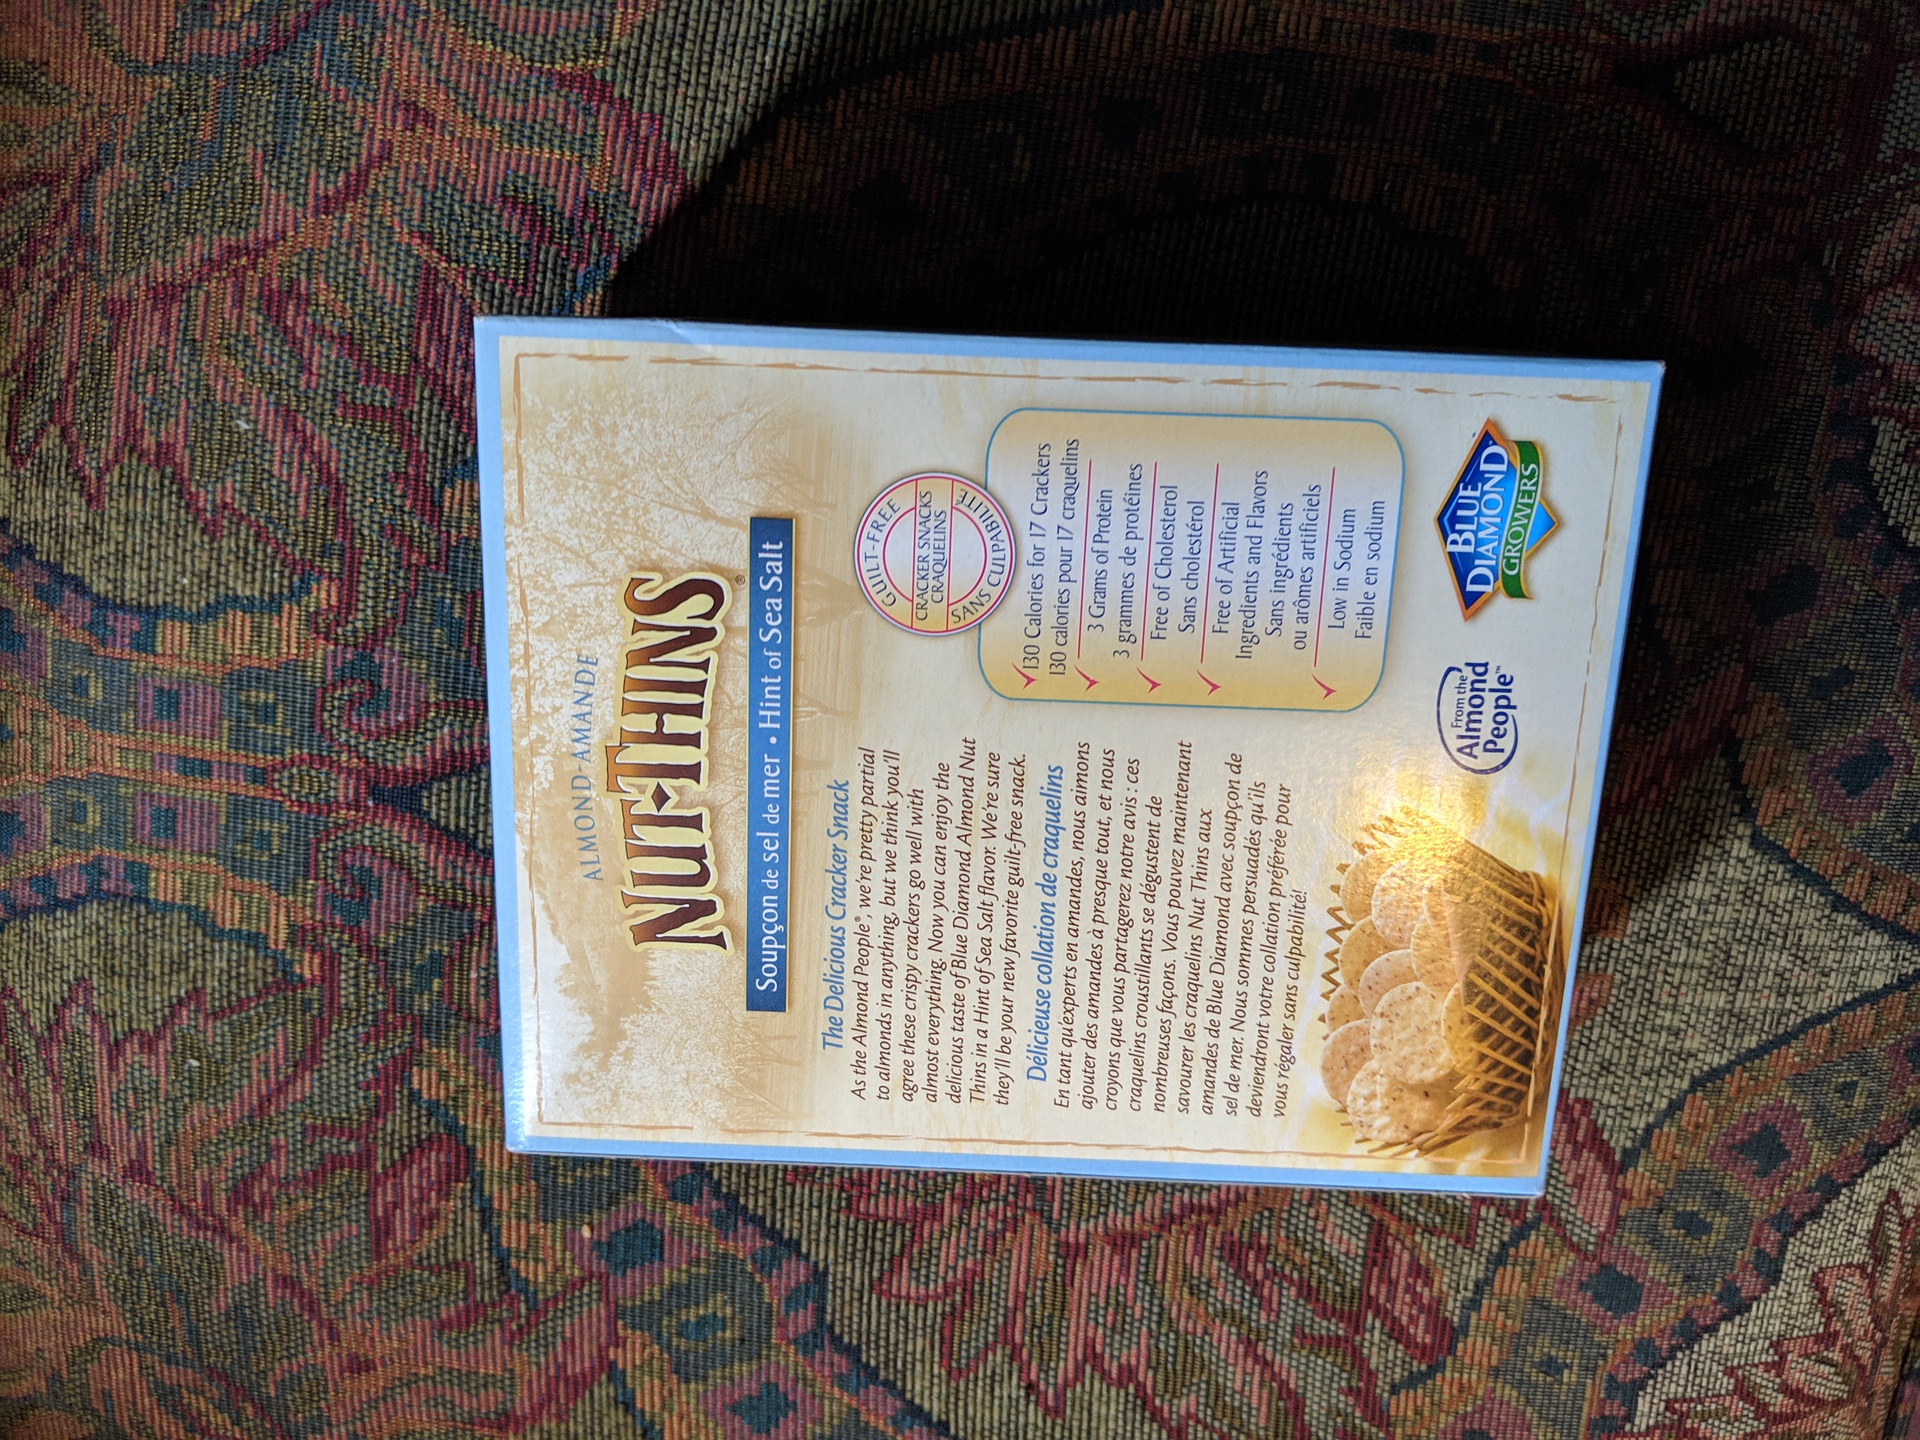 ALMOND-AMANDE
NUT·THINS®
Soupçon de sel de mer • Hint of Sea Salt
The Delicious Cracker Snack
As the Almond People®, we're pretty partial
to almonds in anything, but we think you'll
agree these crispy crackers go well with
almost everything. Now you can enjoy the
delicious taste of Blue Diamond Almond Nut
Thins in a Hint of Sea Salt flavor. We're sure
they'll be your new favorite guilt-free snack.
Délicieuse collation de craquelins
En tant qu'experts en amandes, nous aimons
ajouter des amandes à presque tout, et nous
croyons que vous partagerez notre avis : ces
craquelins croustillants se dégustent de
nombreuses façons. Vous pouvez maintenant
savourer les craquelins Nut Thins aux
amandes de Blue Diamond avec soupçon de
sel de mer. Nous sommes persuadés qu'ils
deviendront votre collation préférée pour
vous régaler sans culpabilité!
GUILT-FREE
CRACKER SNACKS
CRAQUELINS
SANS CULPABILITÉ
130 Calories for 17 Crackers
130 calories pour 17 craquelins
3 Grams of Protein
3 grammes de protéines
Free of Cholesterol
Sans cholestérol
Free of Artificial
Ingredients and Flavors
Sans ingrédients
ou arômes artificiels
Low in Sodium
Faible en sodium
From the
Almond
People™
BLUE
DIAMOND®
GROWERS